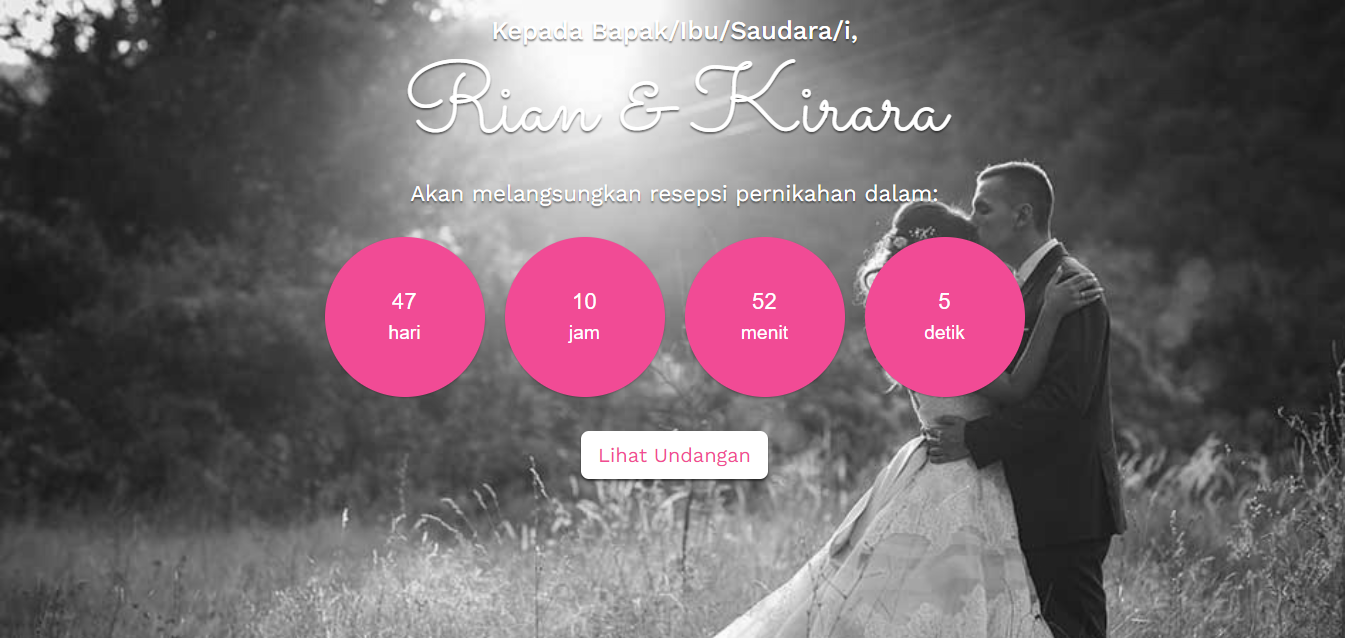 Kepada Bapak/Ibu/Saudara/i,
Rian & Kirara
Akan melangsungkan resepsi pernikahan dalam:
47
hari
10
jam
52
menit
5
detik
Lihat Undangan